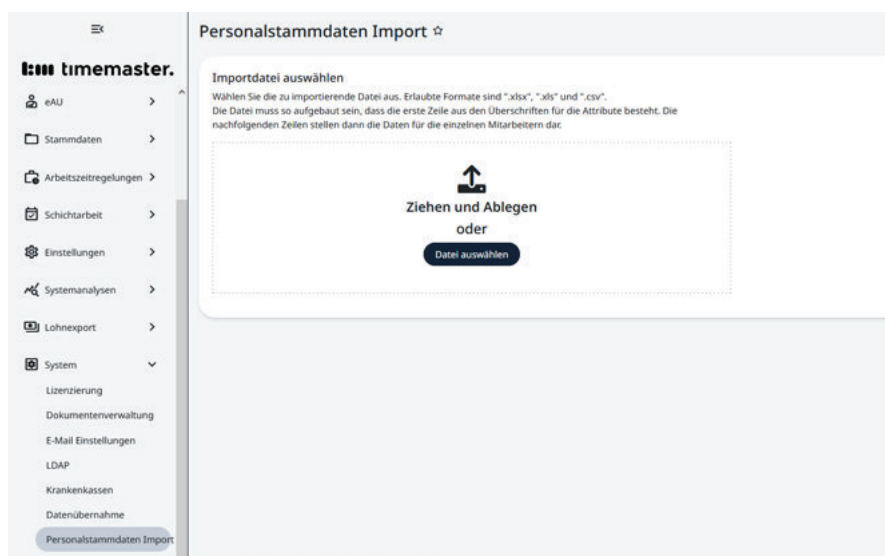 timemaster.
eAU
Stammdaten
Arbeitszeitregelungen
Schichtarbeit
Einstellungen
Systemanalysen
Lohnexport
System
Lizenzierung
Dokumentenverwaltung
E-Mail Einstellungen
LDAP
Krankenkassen
Datenübernahme
Personalstammdaten Import
Personalstammdaten Import
Importdatei auswählen
Wählen Sie die zu importierende Datei aus. Erlaubte Formate sind ".xlsx", ".xls" und ".csv".
Die Datei muss so aufgebaut sein, dass die erste Zeile aus den Überschriften für die Attribute besteht. Die
nachfolgenden Zeilen stellen dann die Daten für die einzelnen Mitarbeitern dar.
Ziehen und Ablegen
oder
Datei auswählen